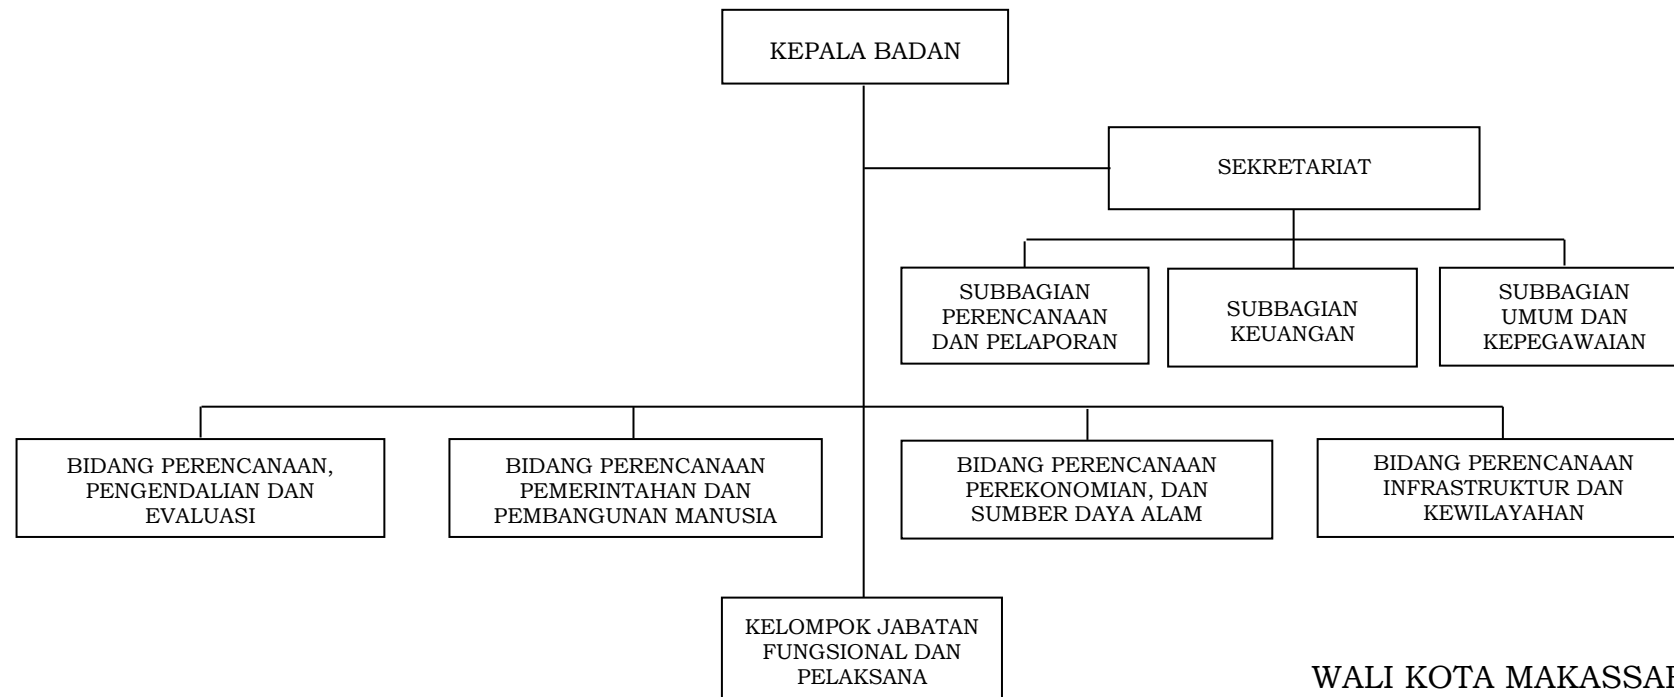 KEPALA BADAN
SEKRETARIAT
SUBBAGIAN
PERENCANAAN
DAN PELAPORAN
SUBBAGIAN
KEUANGAN
SUBBAGIAN
UMUM DAN
KEPEGAWAIAN
BIDANG PERENCANAAN,
PENGENDALIAN DAN
EVALUASI
BIDANG PERENCANAAN
PEMERINTAHAN DAN
PEMBANGUNAN MANUSIA
BIDANG PERENCANAAN
PEREKONOMIAN, DAN
SUMBER DAYA ALAM
BIDANG PERENCANAAN
INFRASTRUKTUR DAN
KEWILAYAHAN
KELOMPOK JABATAN
FUNGSIONAL DAN
PELAKSANA
WALI KOTA MAKASSAR